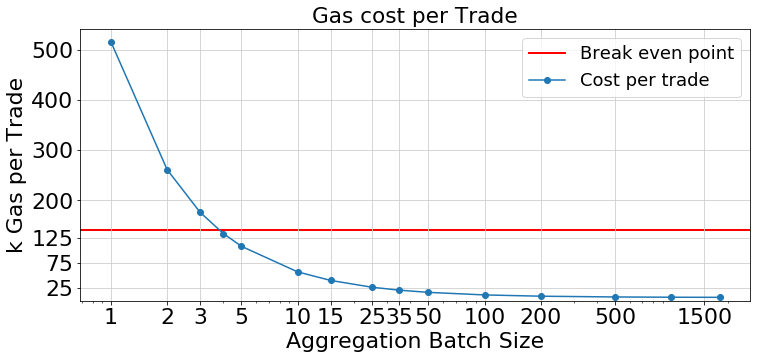 Gas cost per Trade
Break even point
Cost per trade
k Gas per Trade
500
400
300
200
125
75
25
1 2 3 5 10 15 25 35 50 100 200 500 1500
Aggregation Batch Size